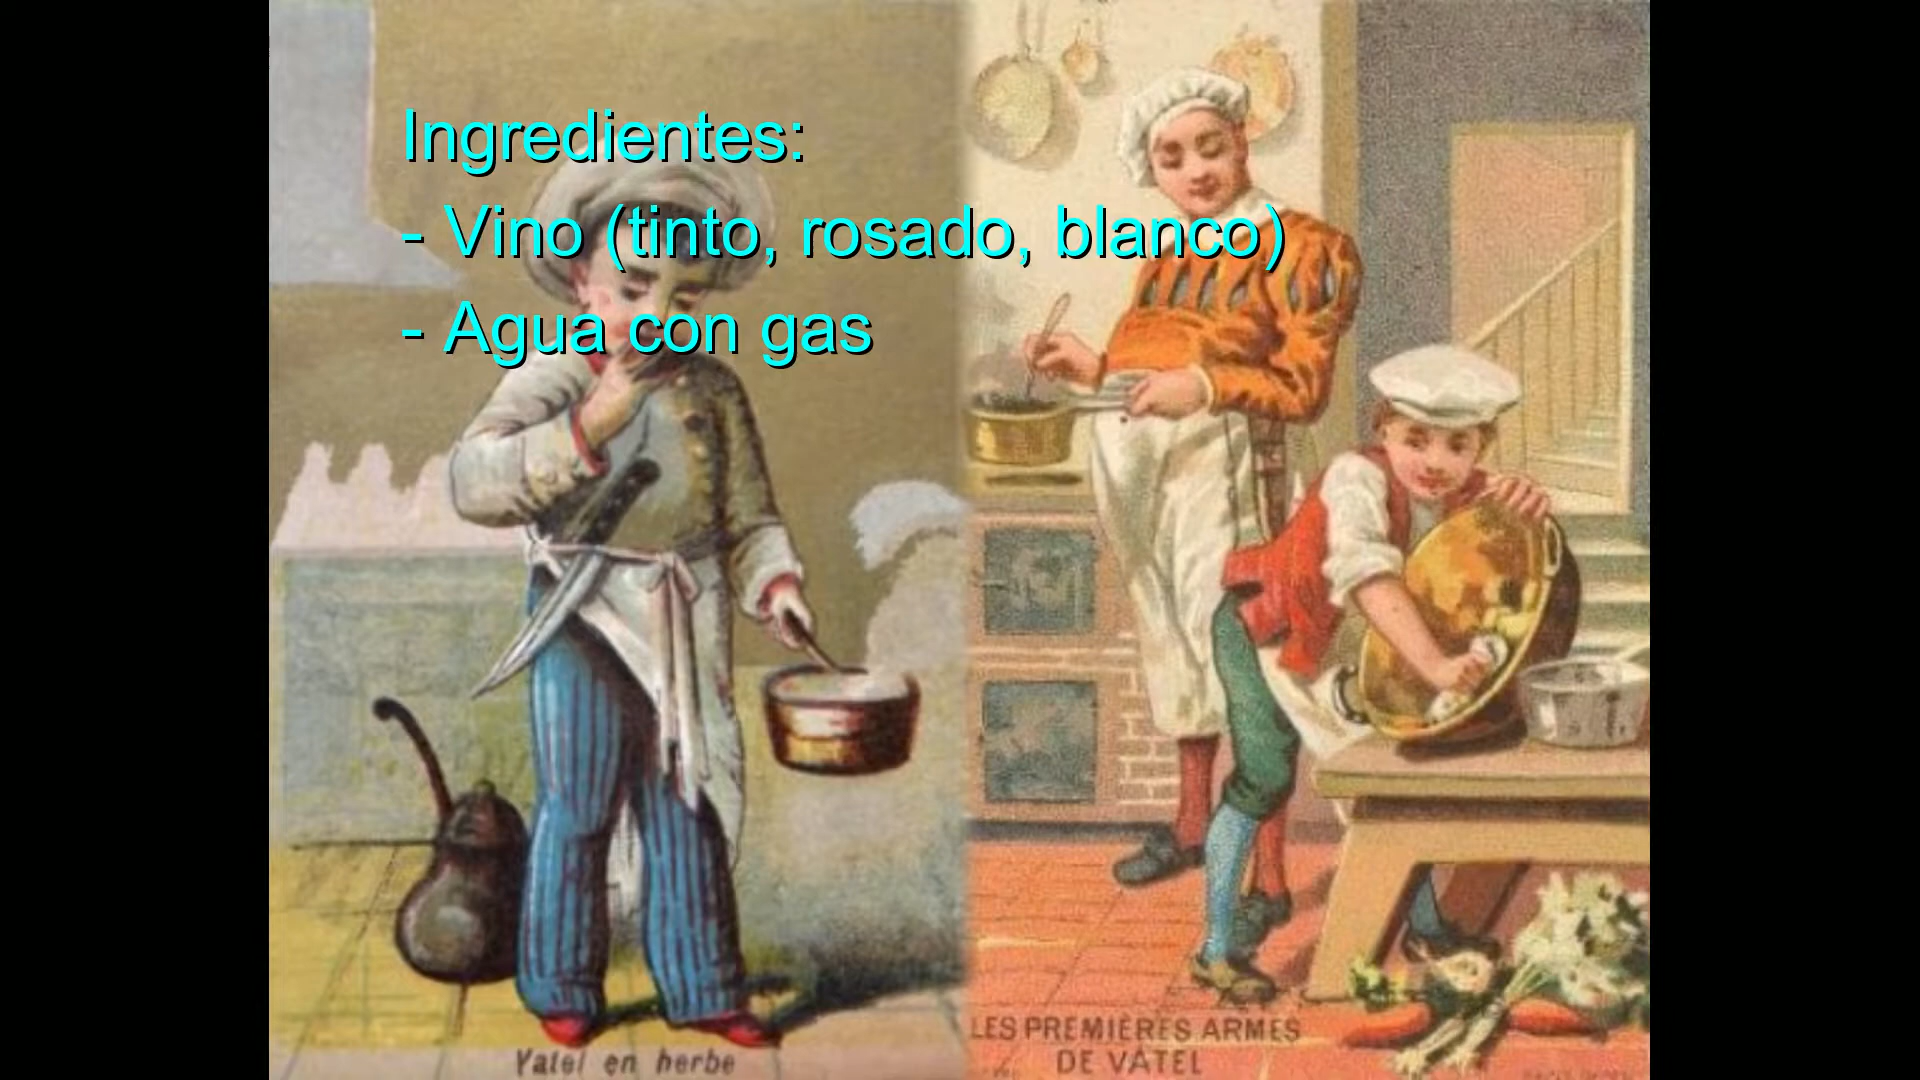 Ingredientes:
- Vino (tinto, rosado, blanco)
- Agua con gas
Vatel en herbe
LES PREMIÈRES ARMES
DE VATEL